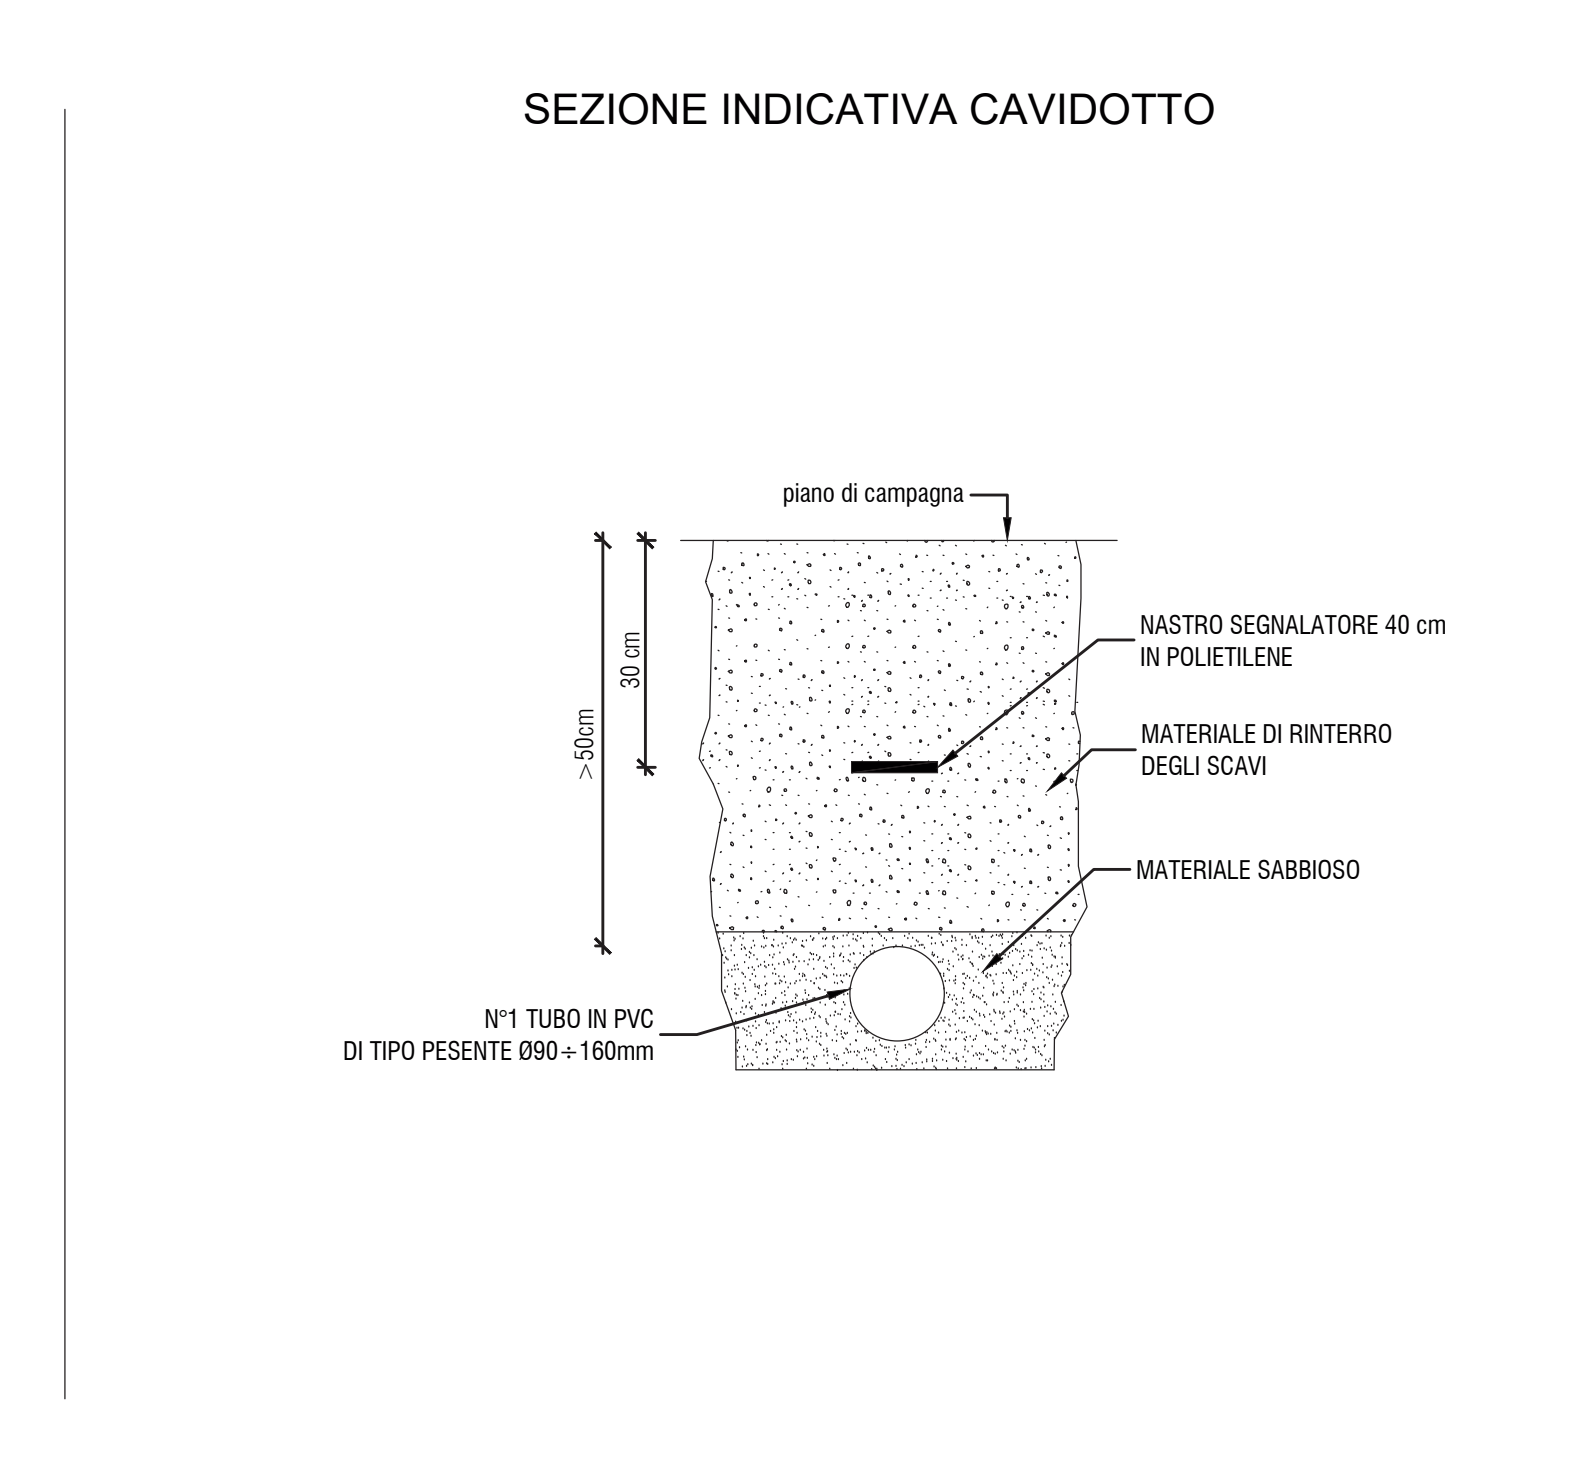 SEZIONE INDICATIVA CAVIDOTTO
piano di campagna
30 cm
>50cm
NASTRO SEGNALATORE 40 cm
IN POLIETILENE
MATERIALE DI RINTERRO
DEGLI SCAVI
MATERIALE SABBIOSO
N°1 TUBO IN PVC
DI TIPO PESENTE Ø90÷160mm